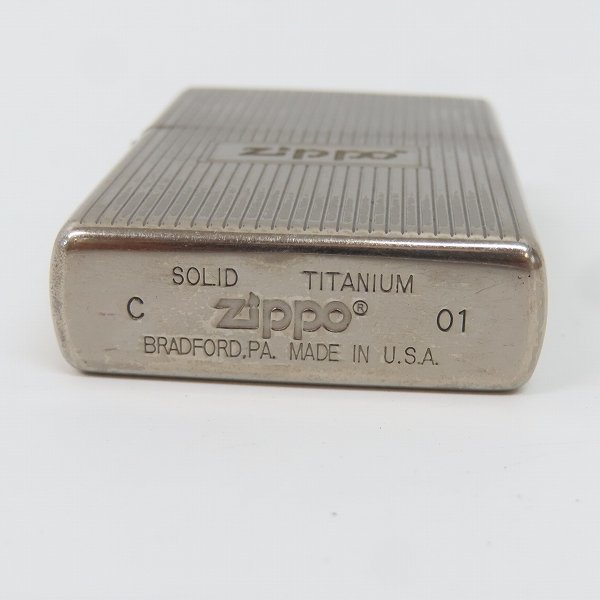 Zippo
SOLID TITANIUM
C Zippo® 01
BRADFORD,PA. MADE IN U.S.A.